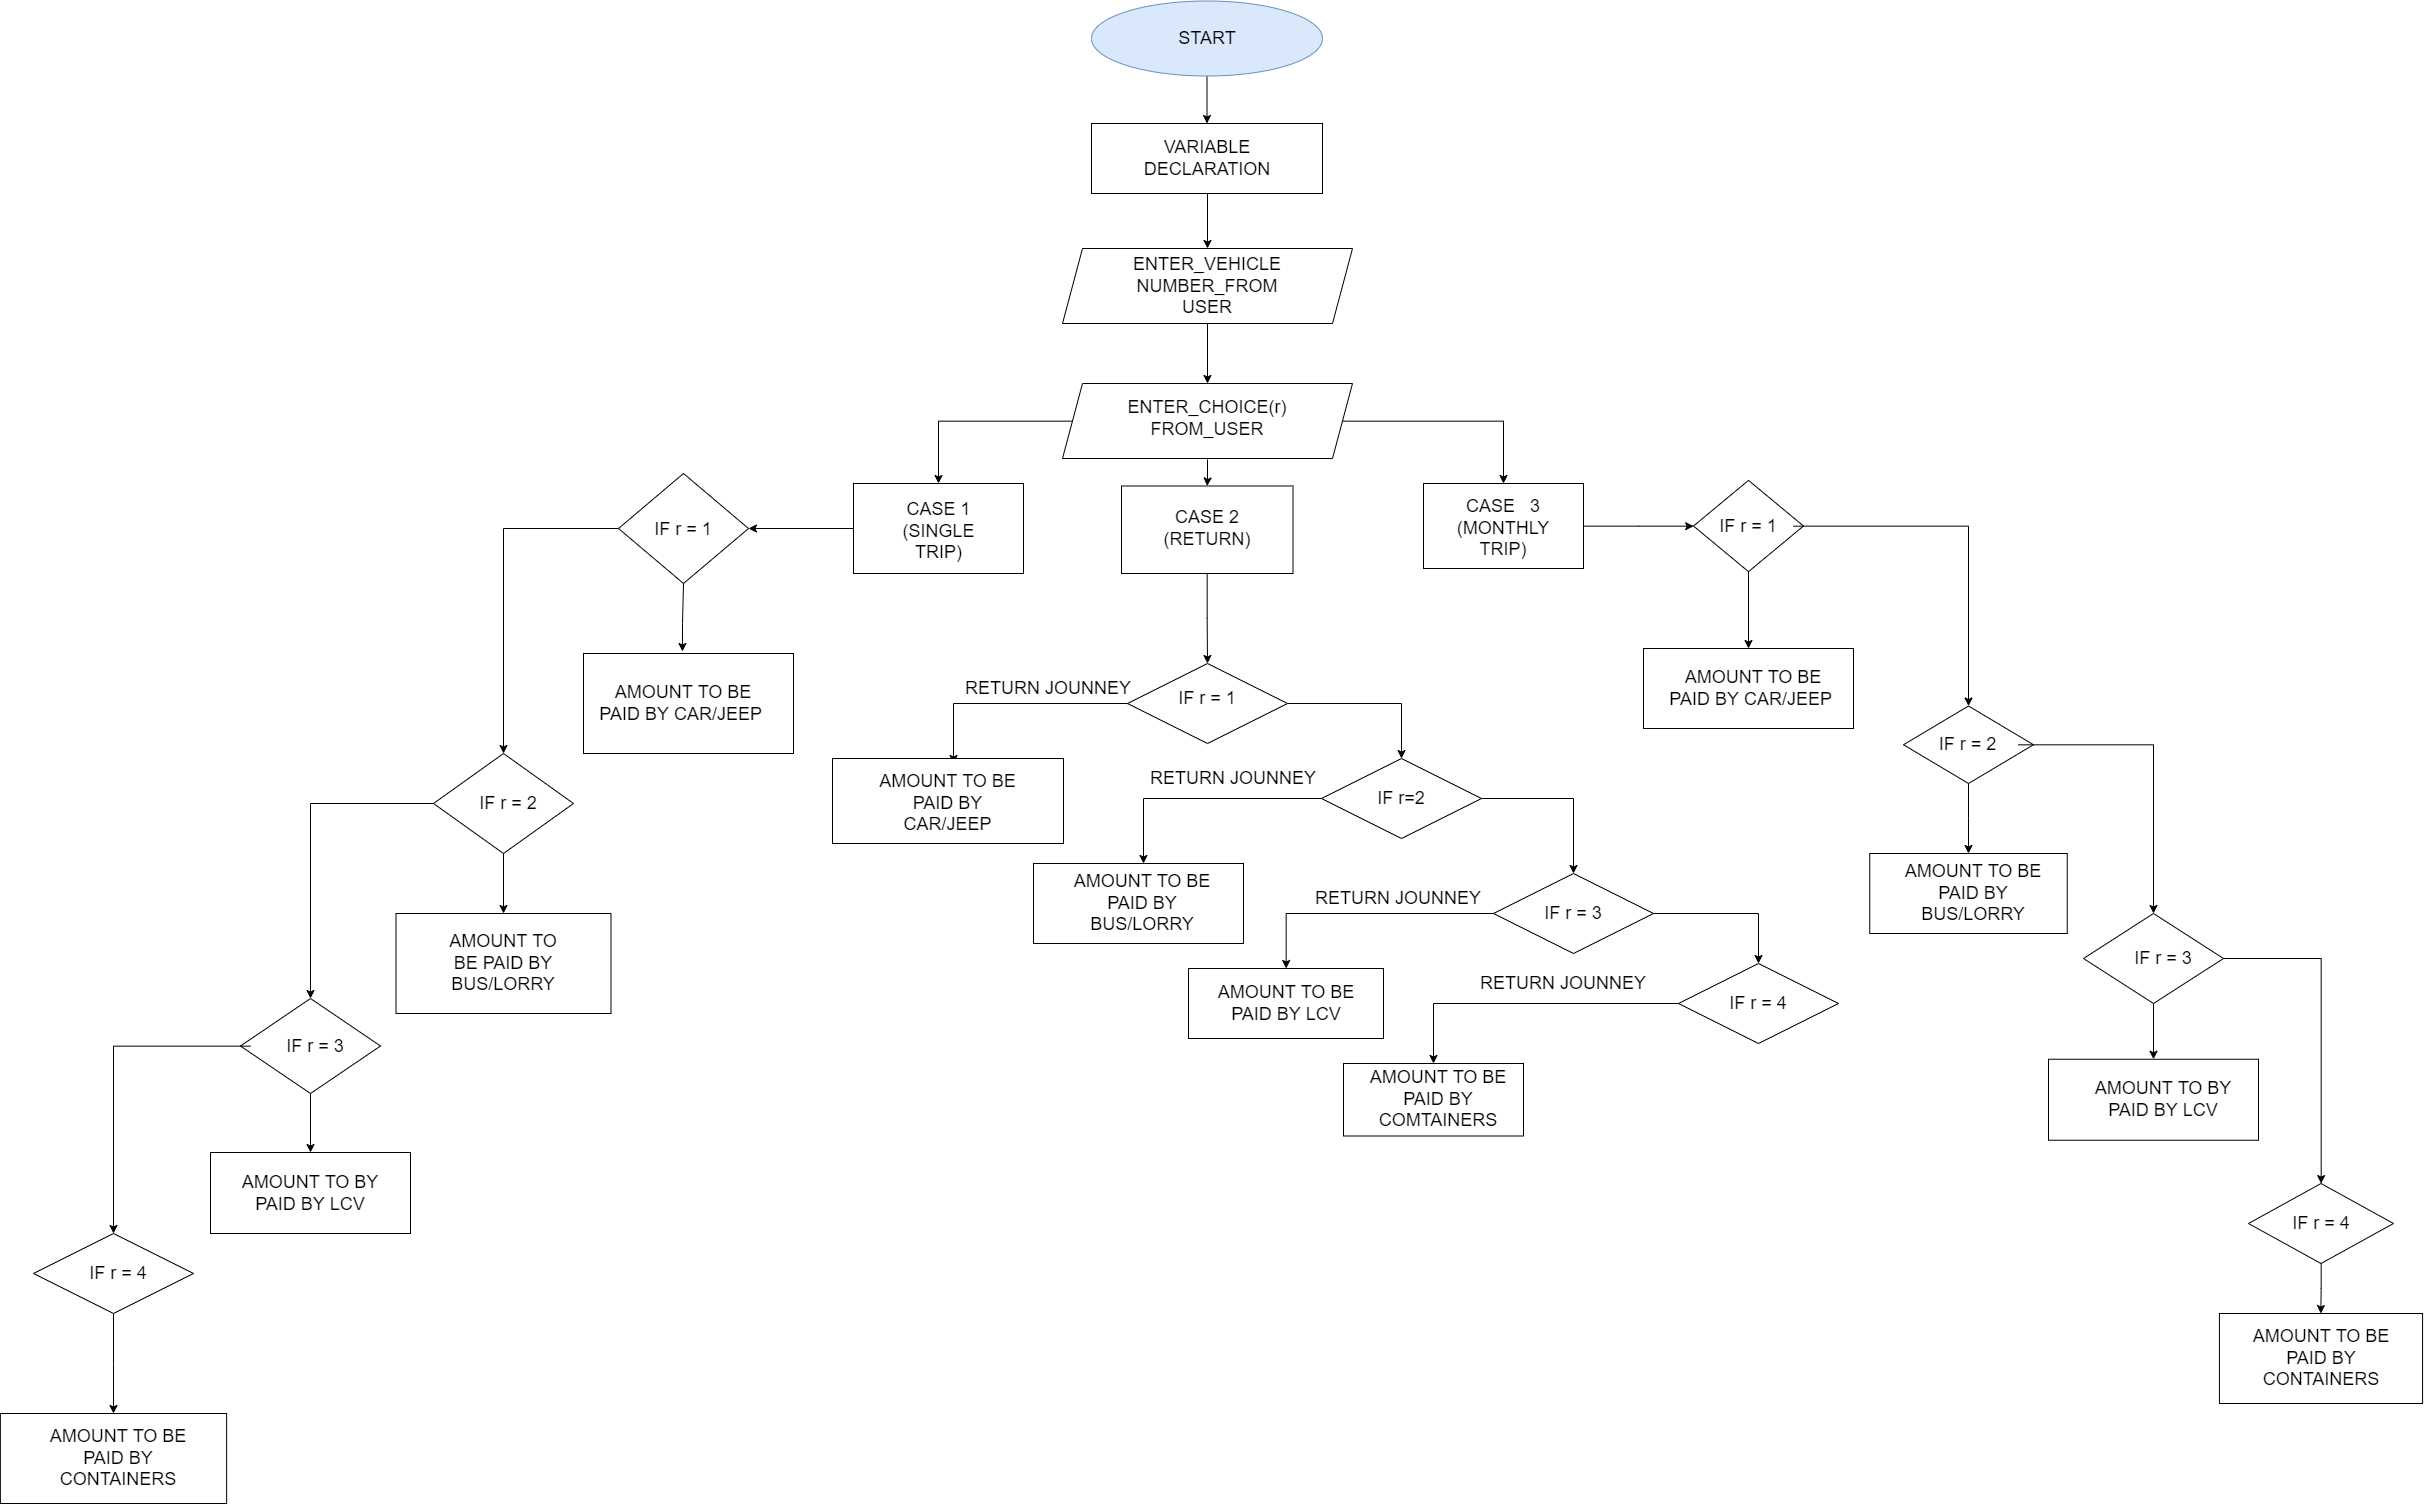 START
VARIABLE
DECLARATION
ENTER_VEHICLE
NUMBER_FROM
USER
ENTER_CHOICE(r)
FROM_USER
CASE 1
(SINGLE
TRIP)
IF r = 1
AMOUNT TO BE
PAID BY CAR/JEEP
IF r = 2
AMOUNT TO
BE PAID BY
BUS/LORRY
IF r = 3
AMOUNT TO BY
PAID BY LCV
IF r = 4
AMOUNT TO BE
PAID BY
CONTAINERS
CASE 2
(RETURN)
IF r = 1
RETURN JOUNNEY
AMOUNT TO BE
PAID BY
CAR/JEEP
IF r=2
RETURN JOUNNEY
AMOUNT TO BE
PAID BY
BUS/LORRY
IF r = 3
RETURN JOUNNEY
AMOUNT TO BE
PAID BY LCV
IF r = 4
RETURN JOUNNEY
AMOUNT TO BE
PAID BY
COMTAINERS
CASE 3
(MONTHLY
TRIP)
IF r = 1
AMOUNT TO BE
PAID BY CAR/JEEP
IF r = 2
AMOUNT TO BE
PAID BY
BUS/LORRY
IF r = 3
AMOUNT TO BY
PAID BY LCV
IF r = 4
AMOUNT TO BE
PAID BY
CONTAINERS